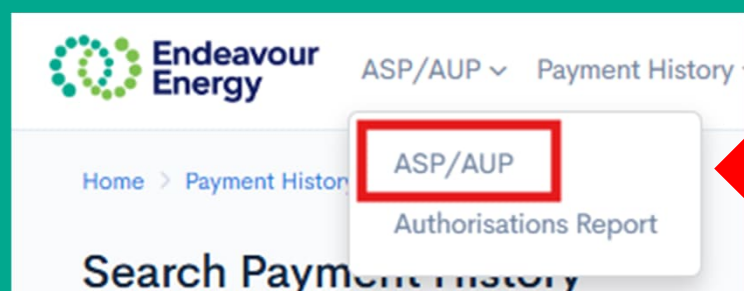 Endeavour
Energy
ASP/AUP Payment History
ASP/AUP
Authorisations Report
Home > Payment History
Search Payment History